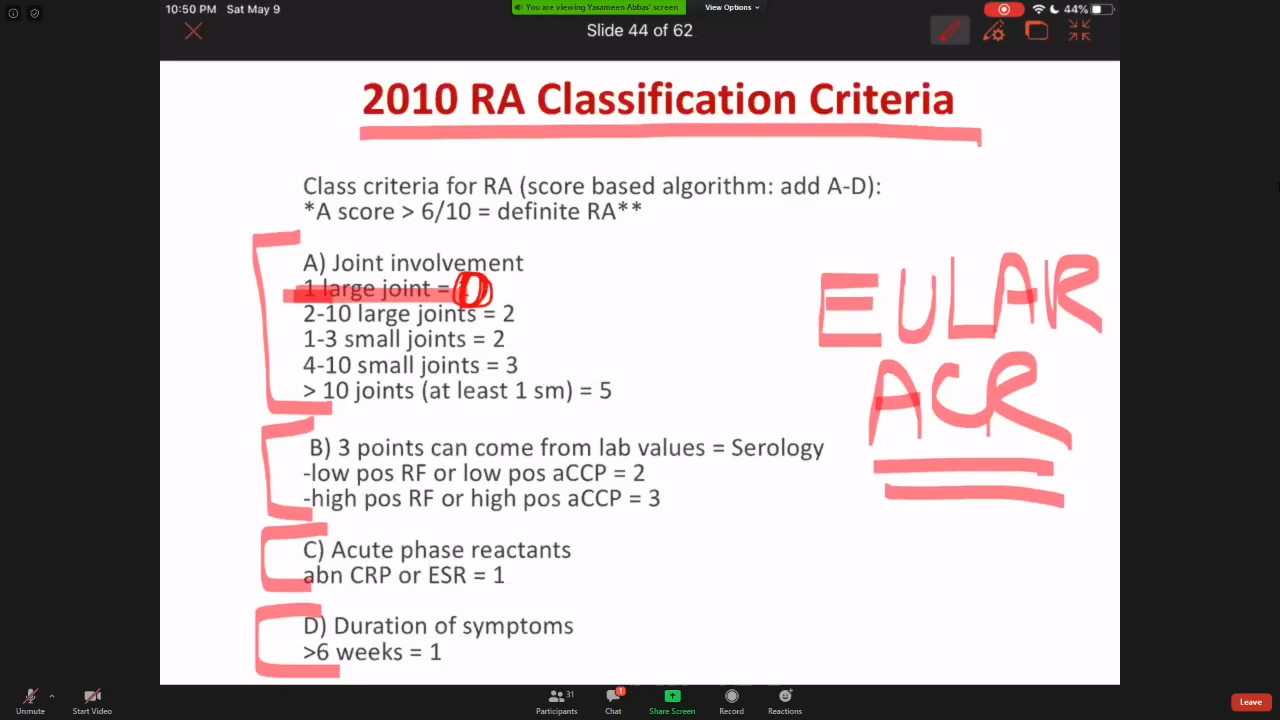 10:50 PM Sat May 9
You are viewing Yasameen Abbas' screen
View Options
44%
Slide 44 of 62
2010 RA Classification Criteria
Class criteria for RA (score based algorithm: add A-D):
*A score > 6/10 = definite RA**
A) Joint involvement
1 large joint = 0
2-10 large joints = 2
1-3 small joints = 2
4-10 small joints = 3
> 10 joints (at least 1 sm) = 5
EULAR
ACR
B) 3 points can come from lab values = Serology
-low pos RF or low pos aCCP = 2
-high pos RF or high pos aCCP = 3
C) Acute phase reactants
abn CRP or ESR = 1
D) Duration of symptoms
>6 weeks = 1
Unmute
Start Video
31
Participants
1
Chat
Share Screen
Record
Reactions
Leave